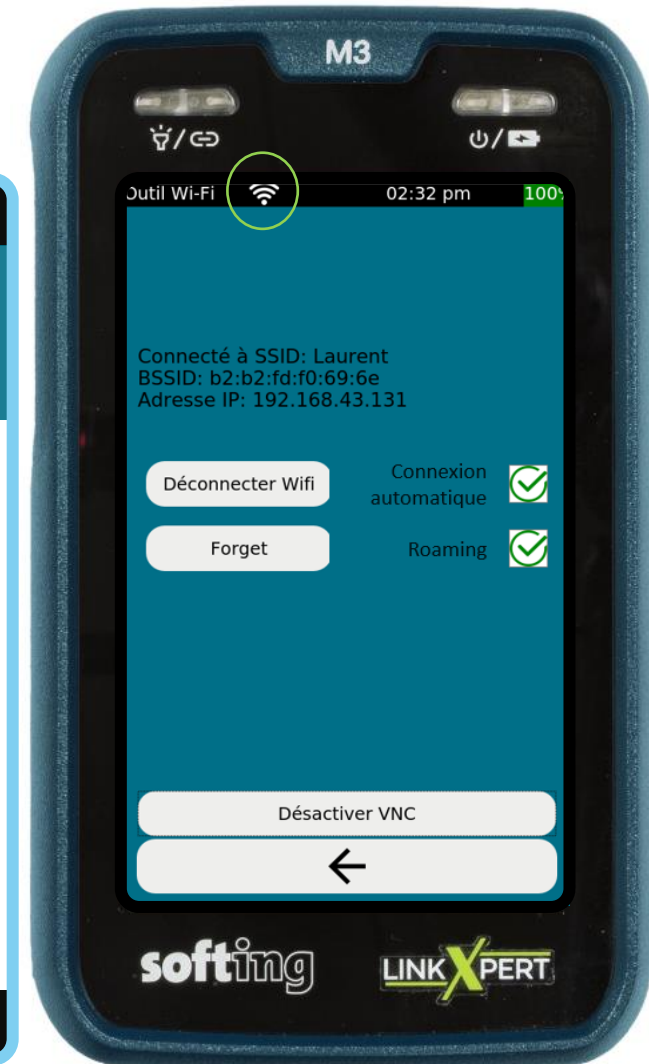 M3
Outil Wi-Fi 02:32 pm 100%
Connecté à SSID: Laurent
BSSID: b2:b2:fd:f0:69:6e
Adresse IP: 192.168.43.131
Déconnecter Wifi
Connexion
automatique
Forget
Roaming
Désactiver VNC
softing
LINKXPERT